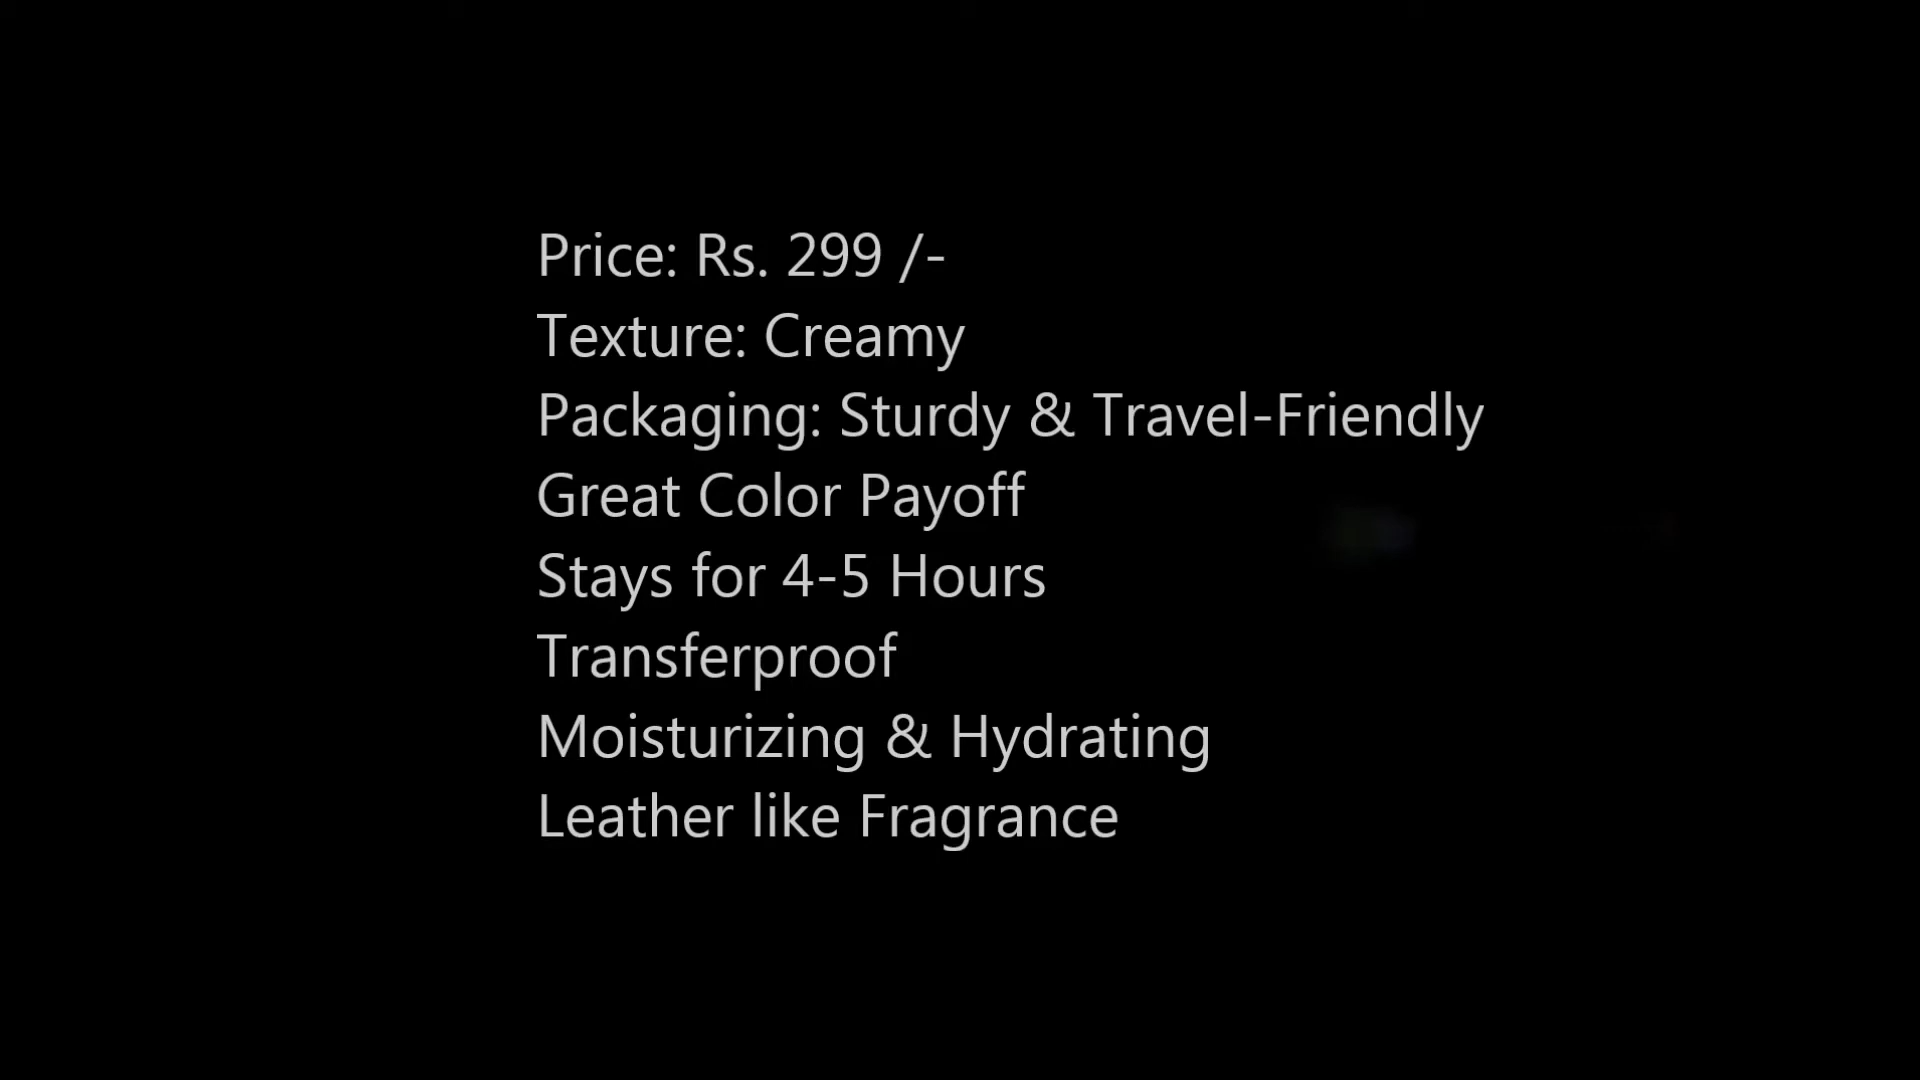 Price: Rs. 299 /-
Texture: Creamy
Packaging: Sturdy & Travel-Friendly
Great Color Payoff
Stays for 4-5 Hours
Transferproof
Moisturizing & Hydrating
Leather like Fragrance